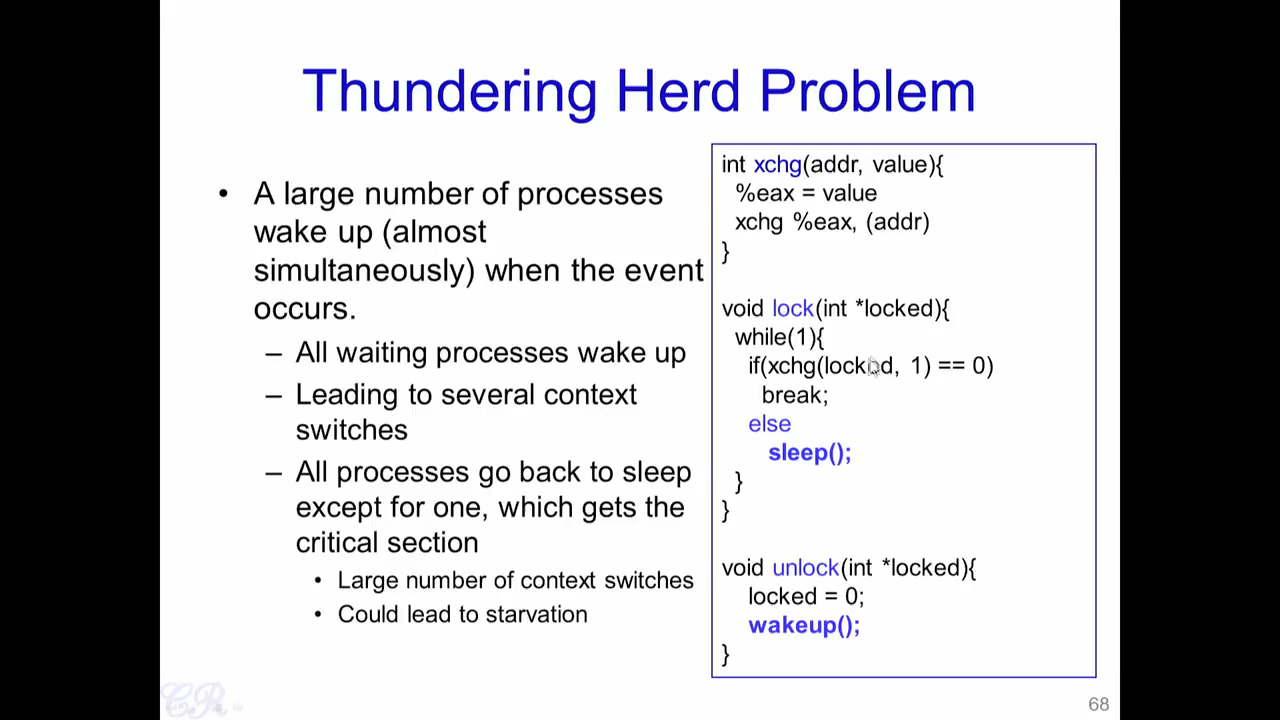 Thundering Herd Problem
• A large number of processes
wake up (almost
simultaneously) when the event
occurs.
– All waiting processes wake up
– Leading to several context
switches
– All processes go back to sleep
except for one, which gets the
critical section
• Large number of context switches
• Could lead to starvation
int xchg(addr, value){
%eax = value
xchg %eax, (addr)
}
void lock(int *locked){
while(1){
if(xchg(locked, 1) == 0)
break;
else
sleep();
}
}
void unlock(int *locked){
locked = 0;
wakeup();
}
68